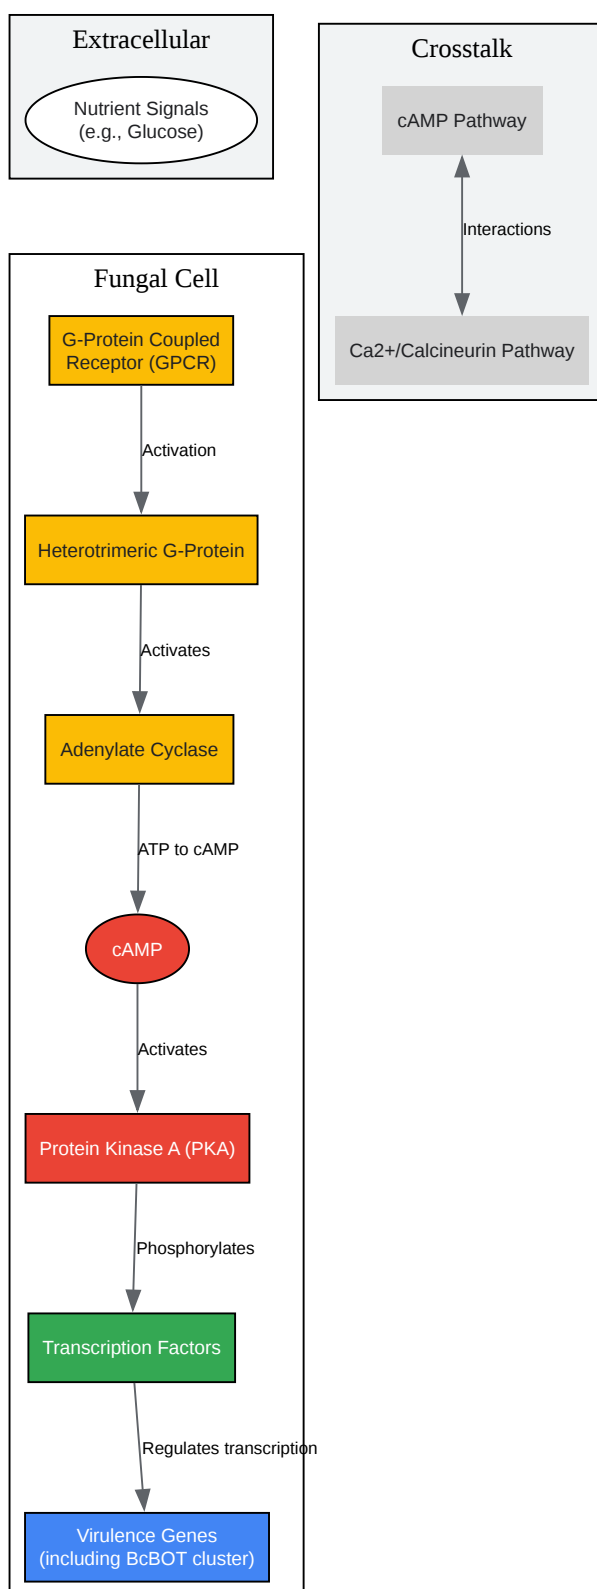 Extracellular
Nutrient Signals
(e.g., Glucose)
Crosstalk
cAMP Pathway
Interactions
Ca2+/Calcineurin Pathway
Fungal Cell
G-Protein Coupled
Receptor (GPCR)
Activation
Heterotrimeric G-Protein
Activates
Adenylate Cyclase
ATP to cAMP
cAMP
Activates
Protein Kinase A (PKA)
Phosphorylates
Transcription Factors
Regulates transcription
Virulence Genes
(including BcBOT cluster)